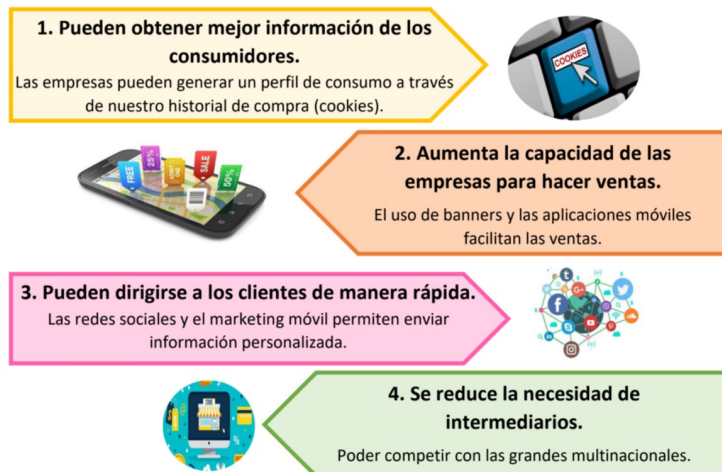 1. Pueden obtener mejor información de los
consumidores.
Las empresas pueden generar un perfil de consumo a través
de nuestro historial de compra (cookies).
COOKIES
FREE
25%
ADMIT ONE
SALE
50%
2. Aumenta la capacidad de las
empresas para hacer ventas.
El uso de banners y las aplicaciones móviles
facilitan las ventas.
3. Pueden dirigirse a los clientes de manera rápida.
Las redes sociales y el marketing móvil permiten enviar
información personalizada.
4. Se reduce la necesidad de
intermediarios.
Poder competir con las grandes multinacionales.